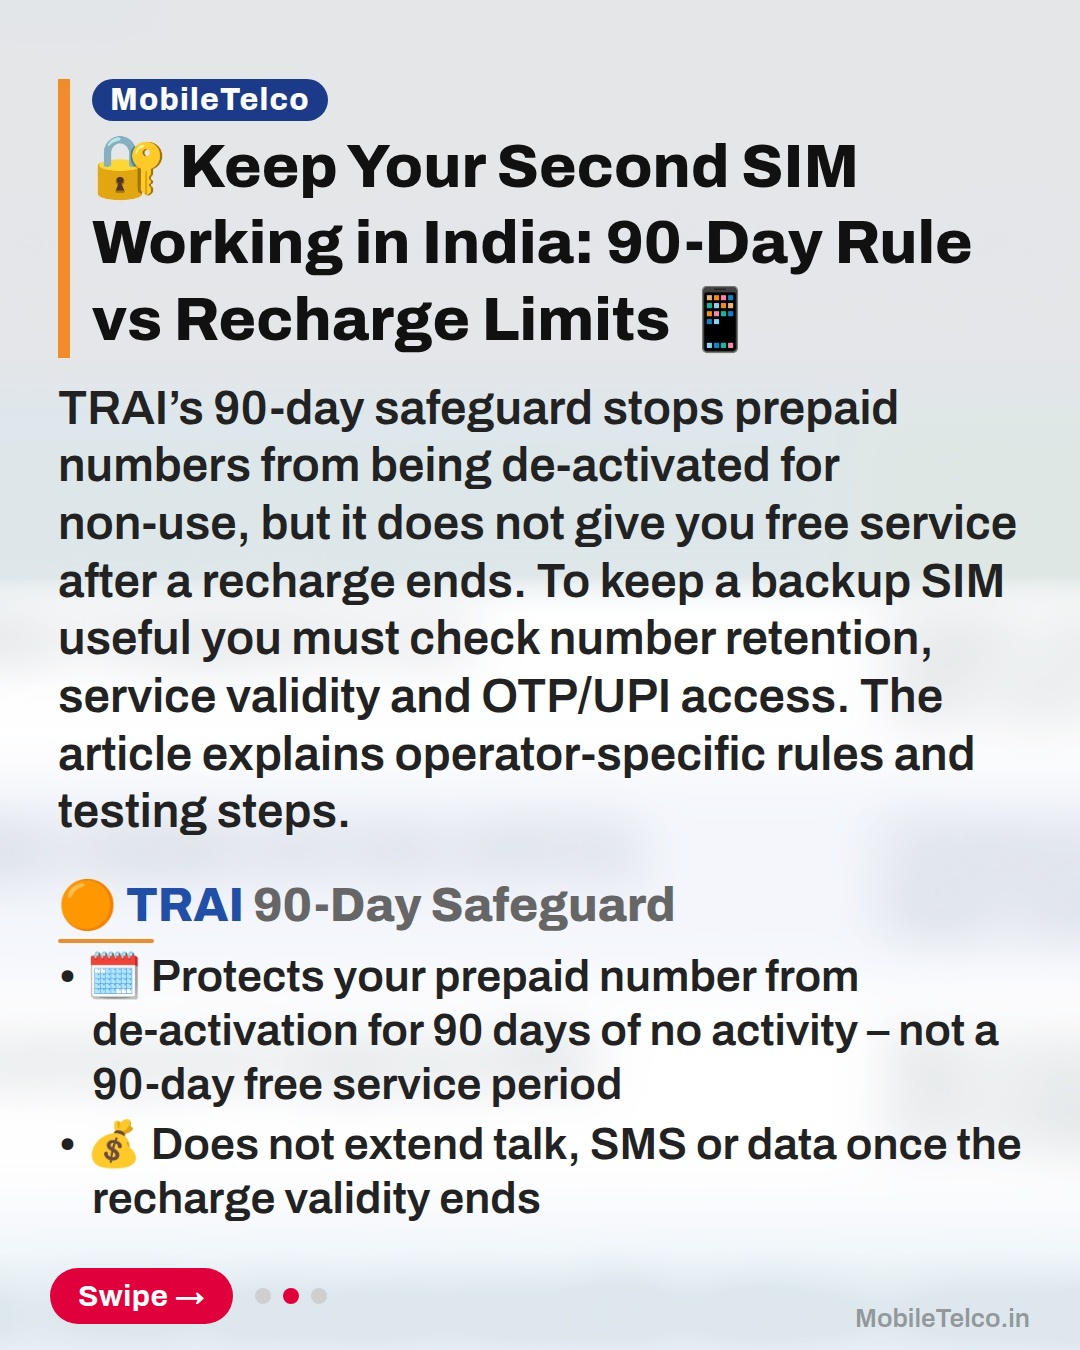 MobileTelco
🔐 Keep Your Second SIM
Working in India: 90-Day Rule
vs Recharge Limits 📱
TRAI’s 90-day safeguard stops prepaid
numbers from being de-activated for
non-use, but it does not give you free service
after a recharge ends. To keep a backup SIM
useful you must check number retention,
service validity and OTP/UPI access. The
article explains operator-specific rules and
testing steps.
🟠 TRAI 90-Day Safeguard
• 🗓️ Protects your prepaid number from
de-activation for 90 days of no activity – not a
90-day free service period
• 💰 Does not extend talk, SMS or data once the
recharge validity ends
Swipe →
MobileTelco.in